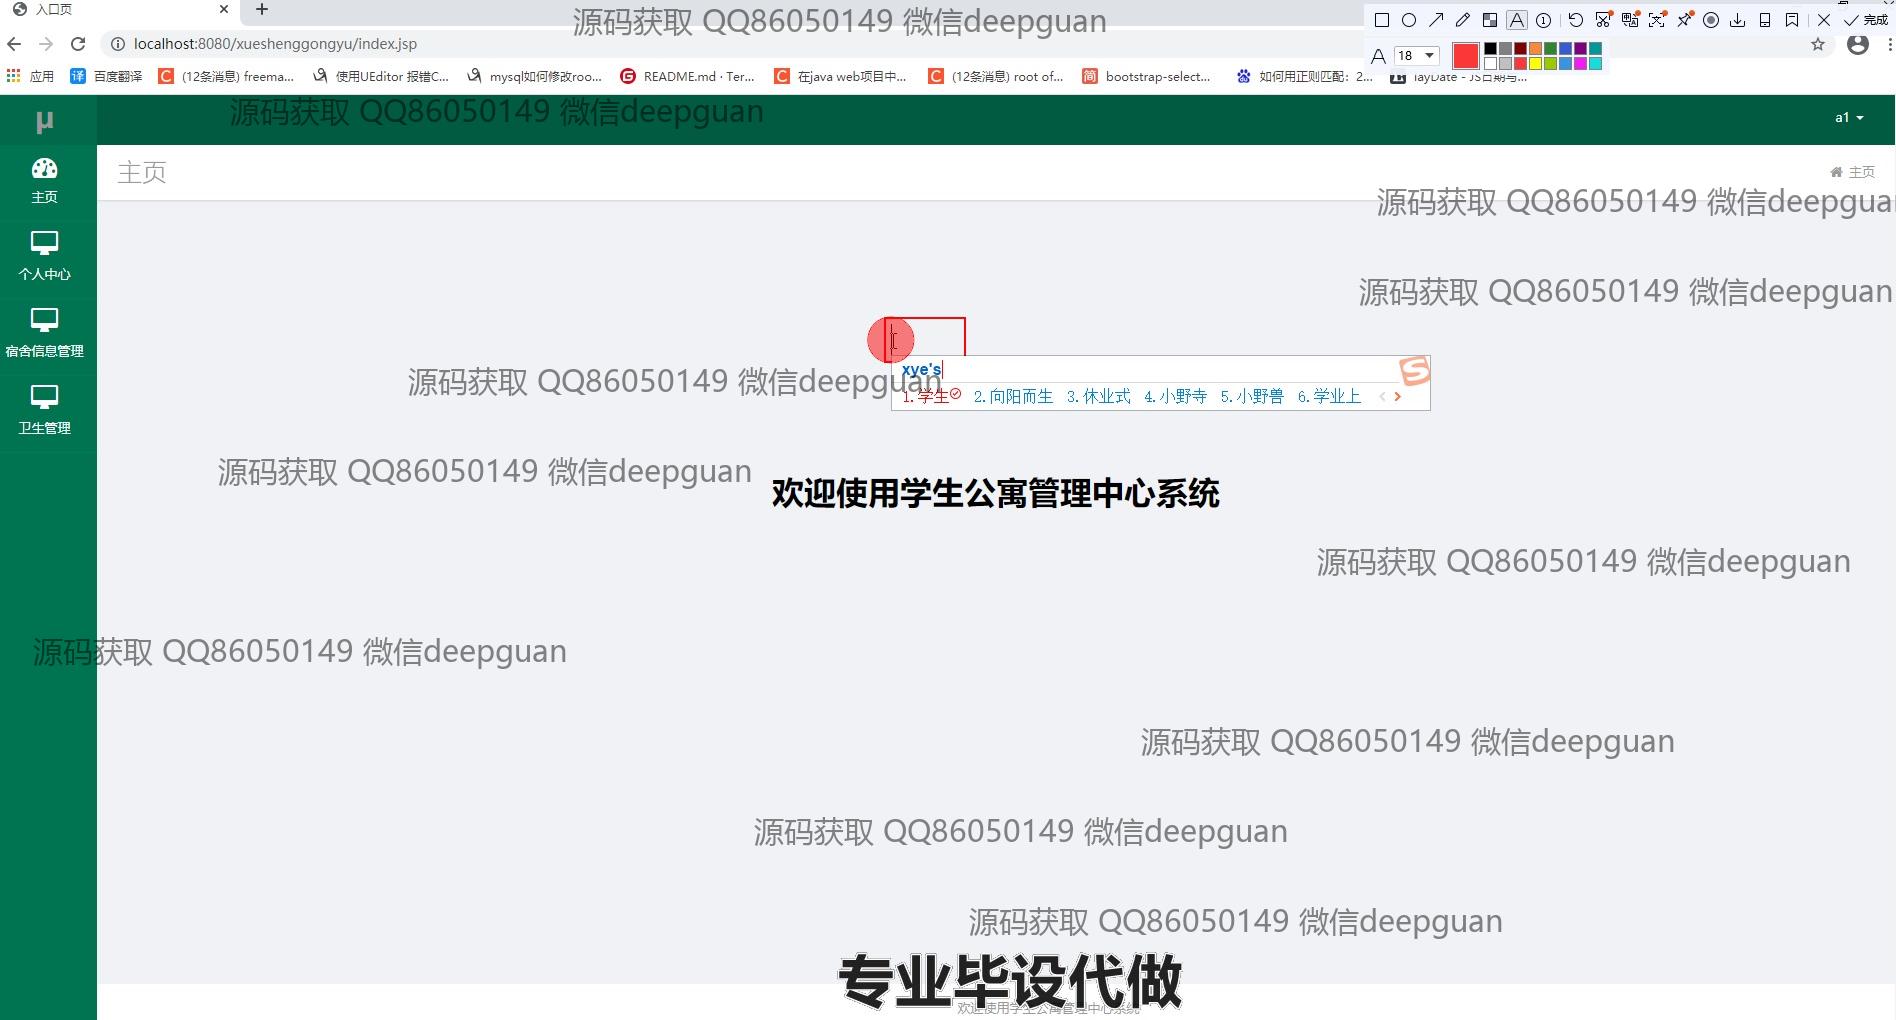 入口页
源码获取 QQ86050149 微信deepguan
完成
localhost:8080/xueshenggongyu/index.jsp
A 18
应用 百度翻译 (12条消息) freema... 使用UEditor 报错C... mysql如何修改roo... README.md · Ter... 在java web项目中... (12条消息) root of... bootstrap-select... 如何用正则匹配：2... layDate - JS日期与...
源码获取 QQ86050149 微信deepguan
μ
a1
主页
主页
主页
源码获取 QQ86050149 微信deepgua
个人中心
源码获取 QQ86050149 微信deepguan
宿舍信息管理
xye's
源码获取 QQ86050149 微信deepguan
1.学生 2.向阳而生 3.休业式 4.小野寺 5.小野兽 6.学业上
卫生管理
源码获取 QQ86050149 微信deepguan
欢迎使用学生公寓管理中心系统
源码获取 QQ86050149 微信deepguan
源码获取 QQ86050149 微信deepguan
源码获取 QQ86050149 微信deepguan
源码获取 QQ86050149 微信deepguan
源码获取 QQ86050149 微信deepguan
专业毕设代做
欢迎使用学生公寓管理中心系统